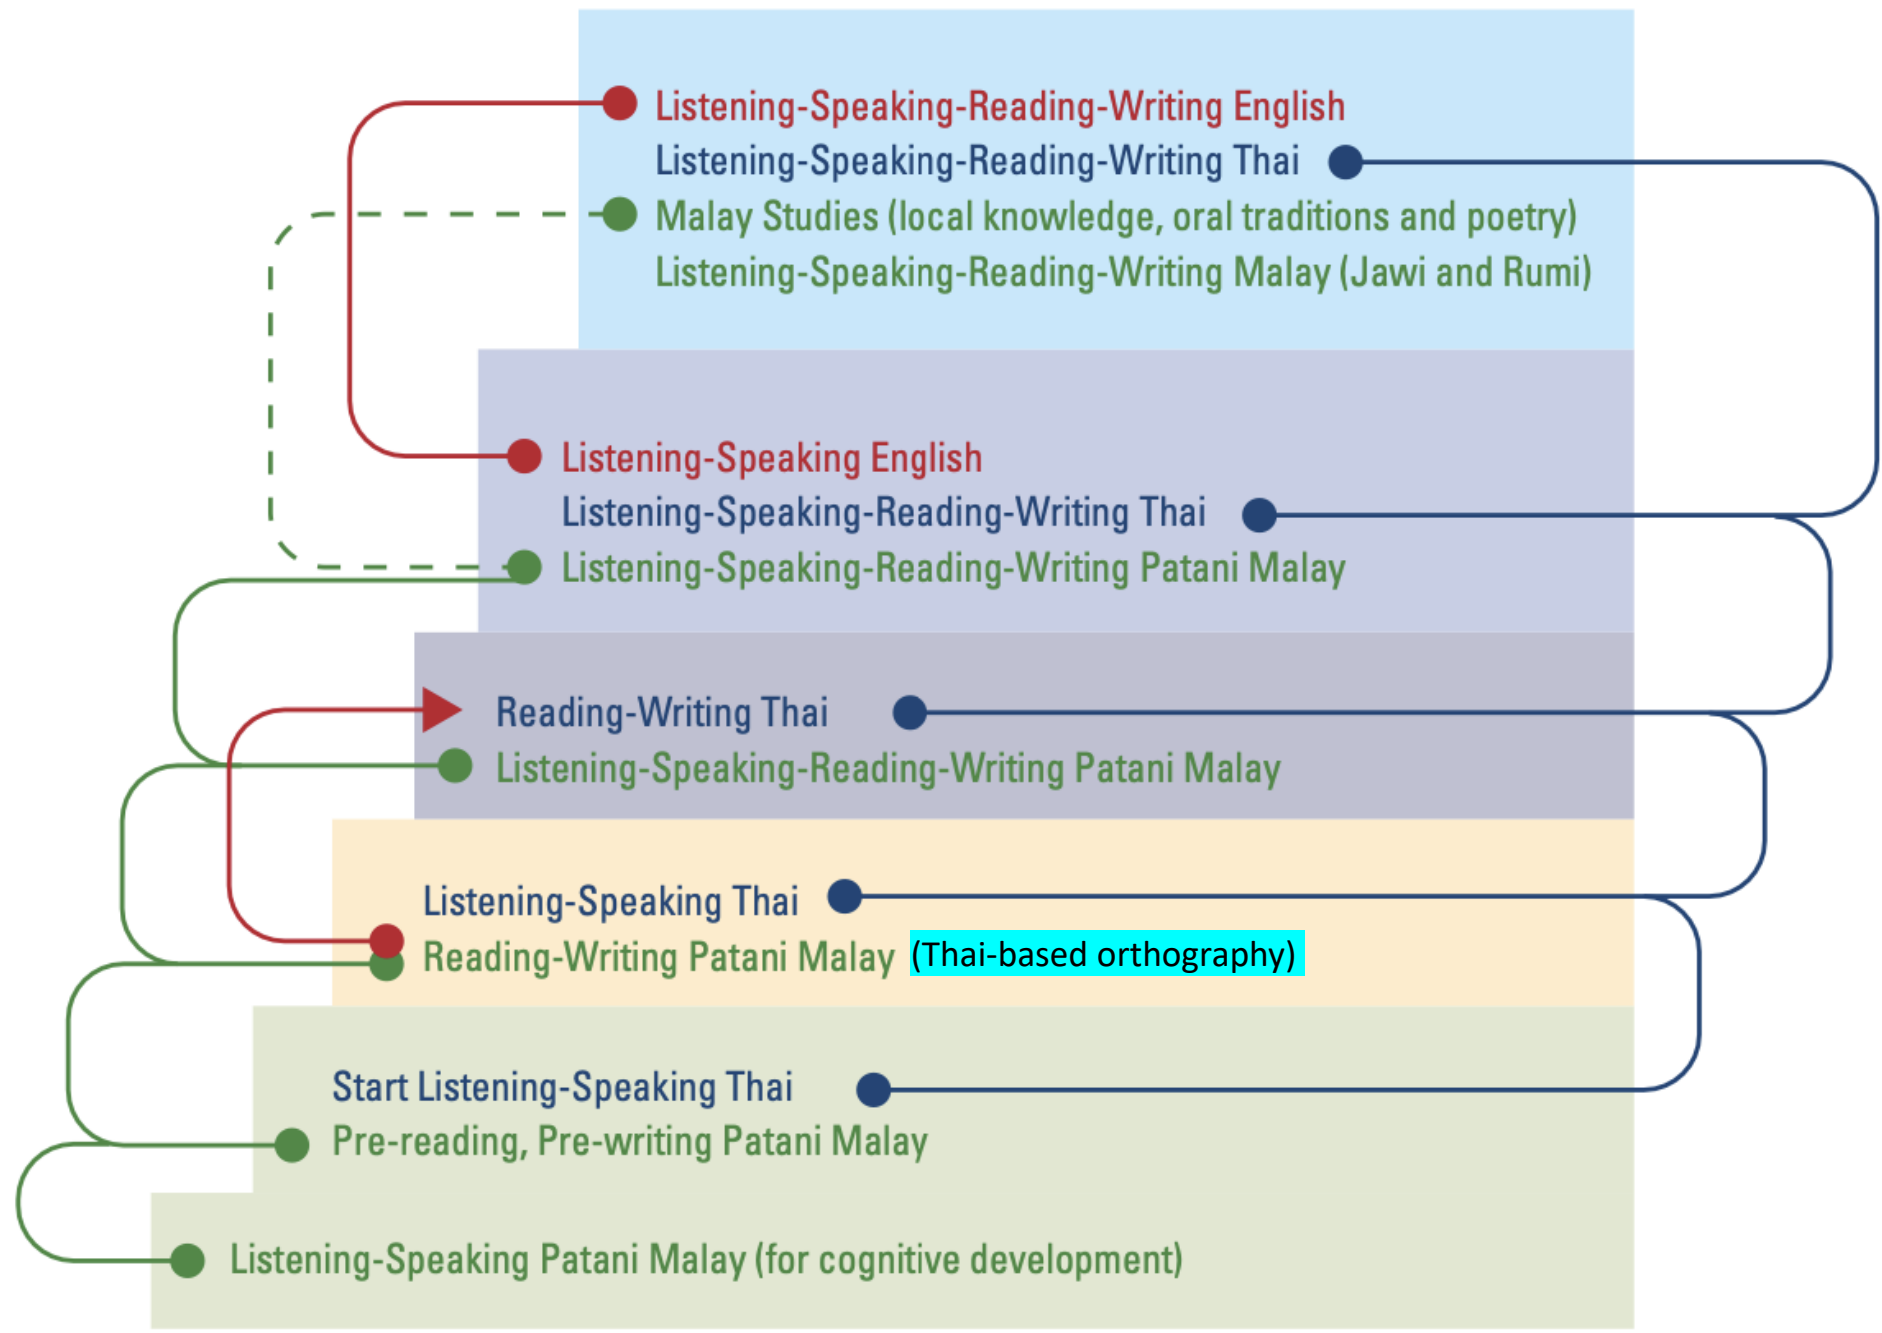 Listening-Speaking-Reading-Writing English
Listening-Speaking-Reading-Writing Thai
Malay Studies (local knowledge, oral traditions and poetry)
Listening-Speaking-Reading-Writing Malay (Jawi and Rumi)
Listening-Speaking English
Listening-Speaking-Reading-Writing Thai
Listening-Speaking-Reading-Writing Patani Malay
Reading-Writing Thai
Listening-Speaking-Reading-Writing Patani Malay
Listening-Speaking Thai
Reading-Writing Patani Malay (Thai-based orthography)
Start Listening-Speaking Thai
Pre-reading, Pre-writing Patani Malay
Listening-Speaking Patani Malay (for cognitive development)